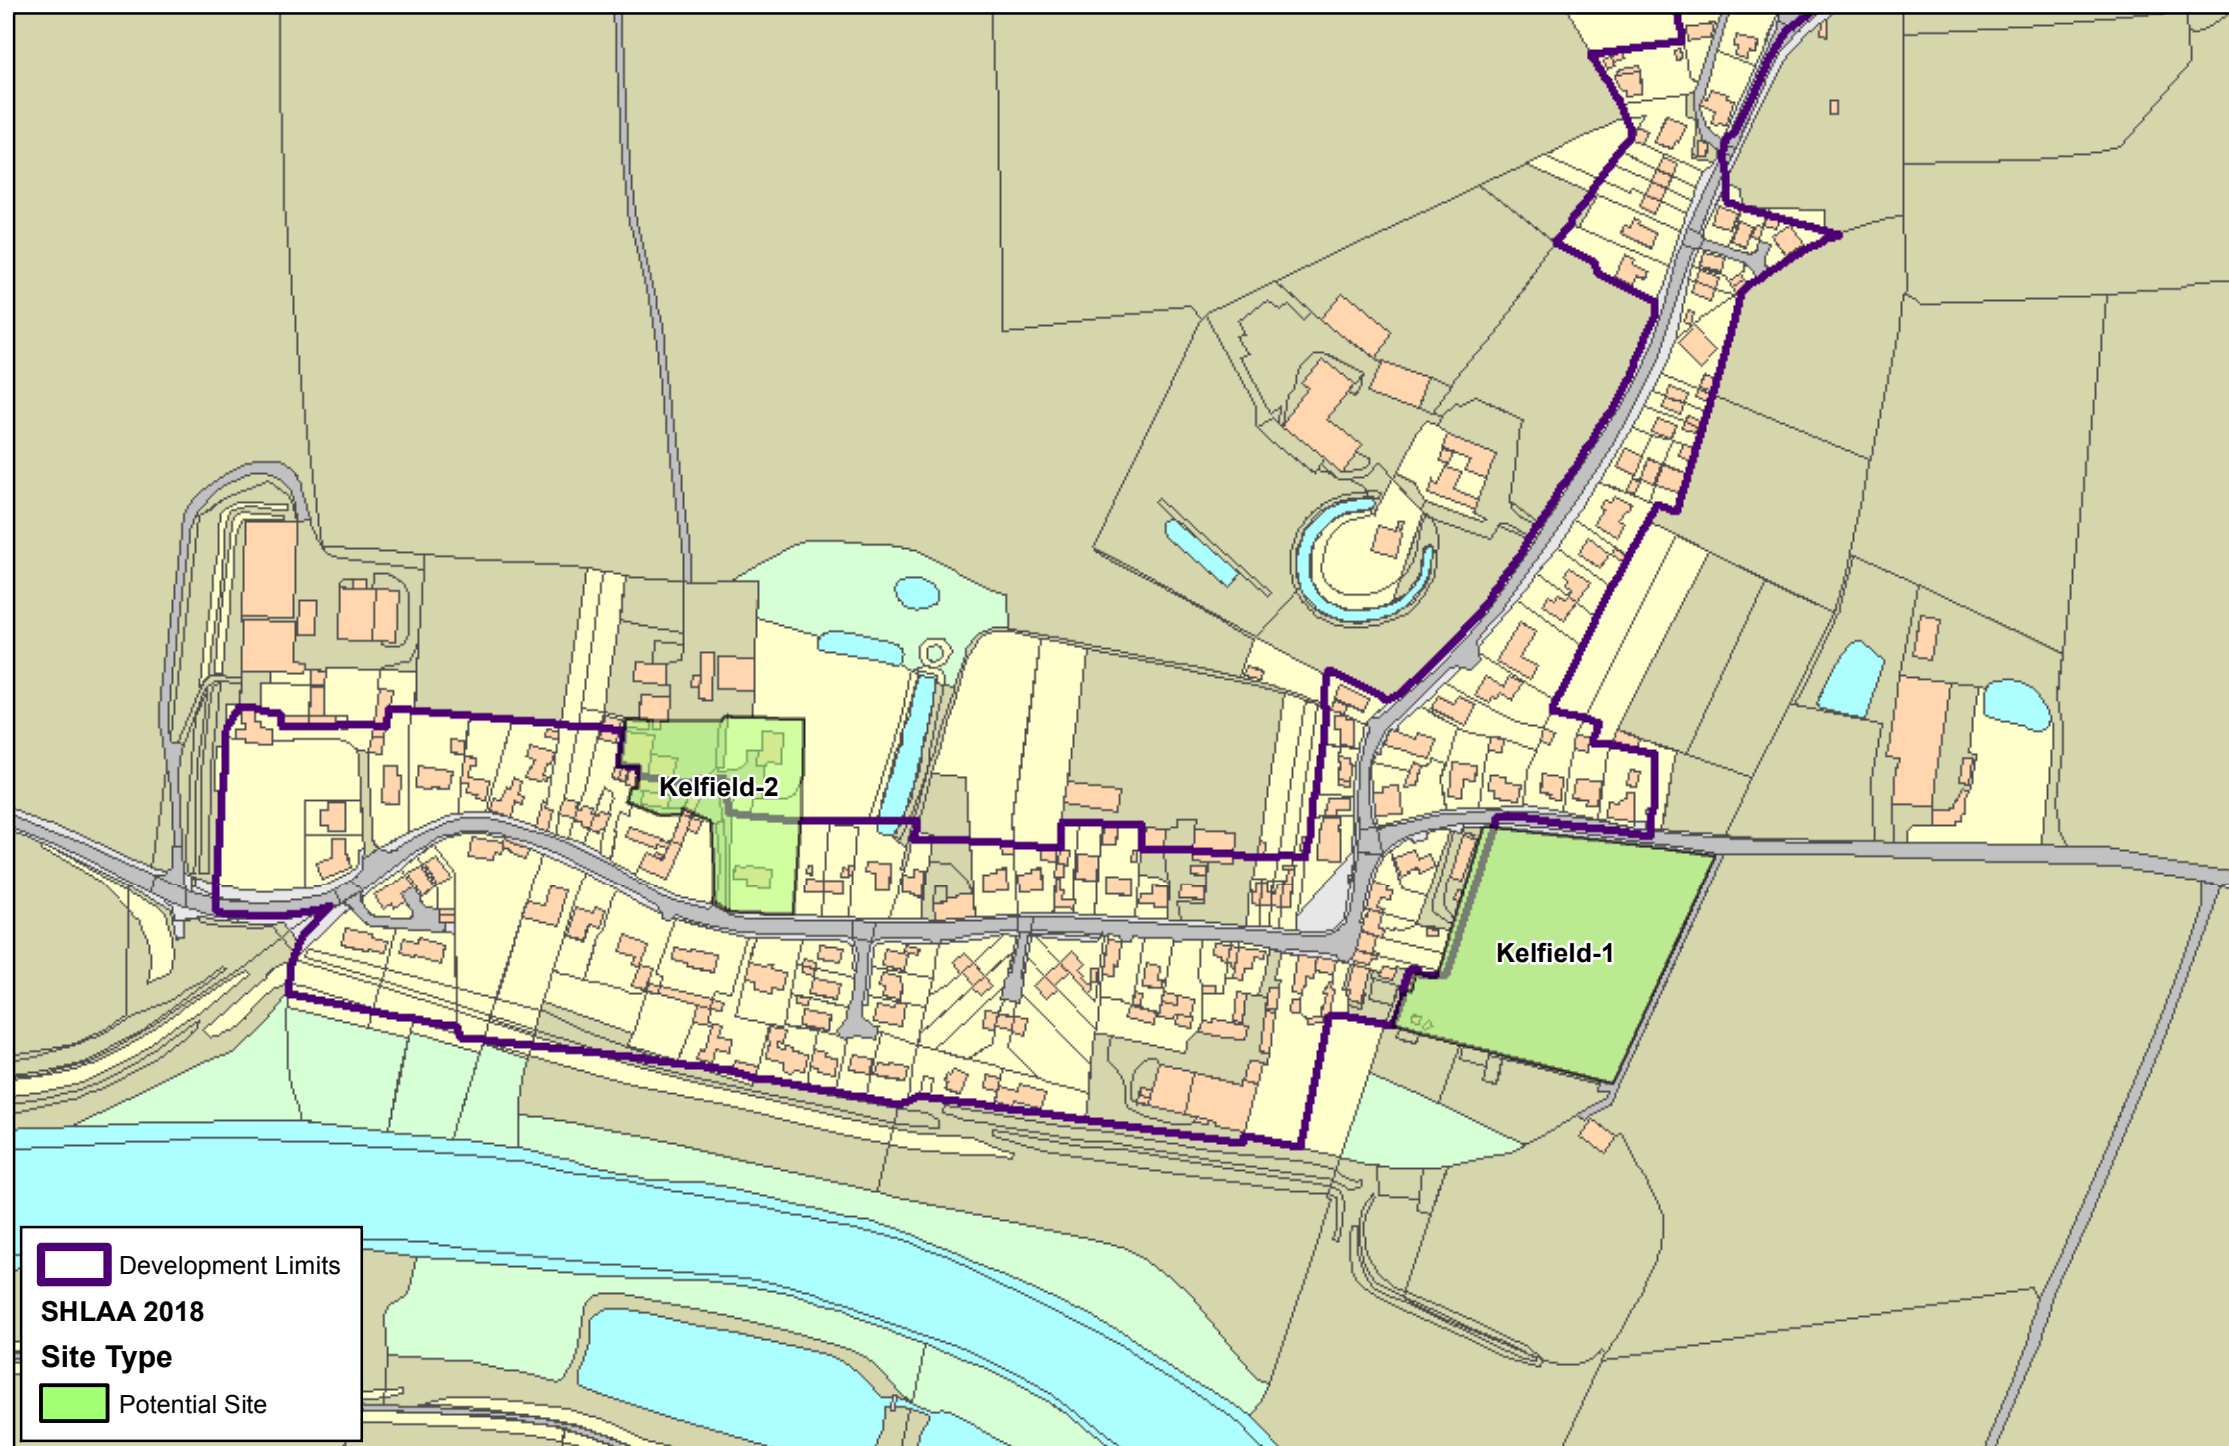 Kelfield-2
Kelfield-1
Development Limits
SHLAA 2018
Site Type
Potential Site